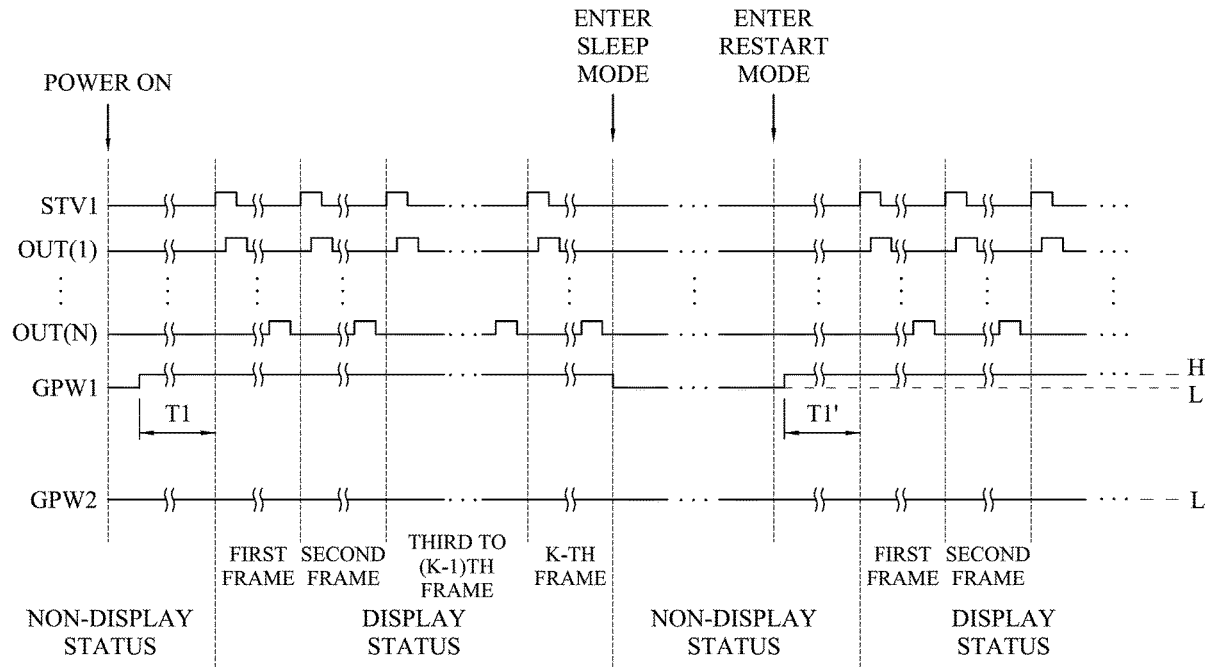 POWER ON
ENTER
SLEEP
MODE
ENTER
RESTART
MODE
STV1
OUT(1)
OUT(N)
GPW1
H
L
T1
T1'
GPW2
L
FIRST
FRAME
SECOND
FRAME
THIRD TO
(K-1)TH
FRAME
K-TH
FRAME
FIRST
FRAME
SECOND
FRAME
NON-DISPLAY
STATUS
DISPLAY
STATUS
NON-DISPLAY
STATUS
DISPLAY
STATUS